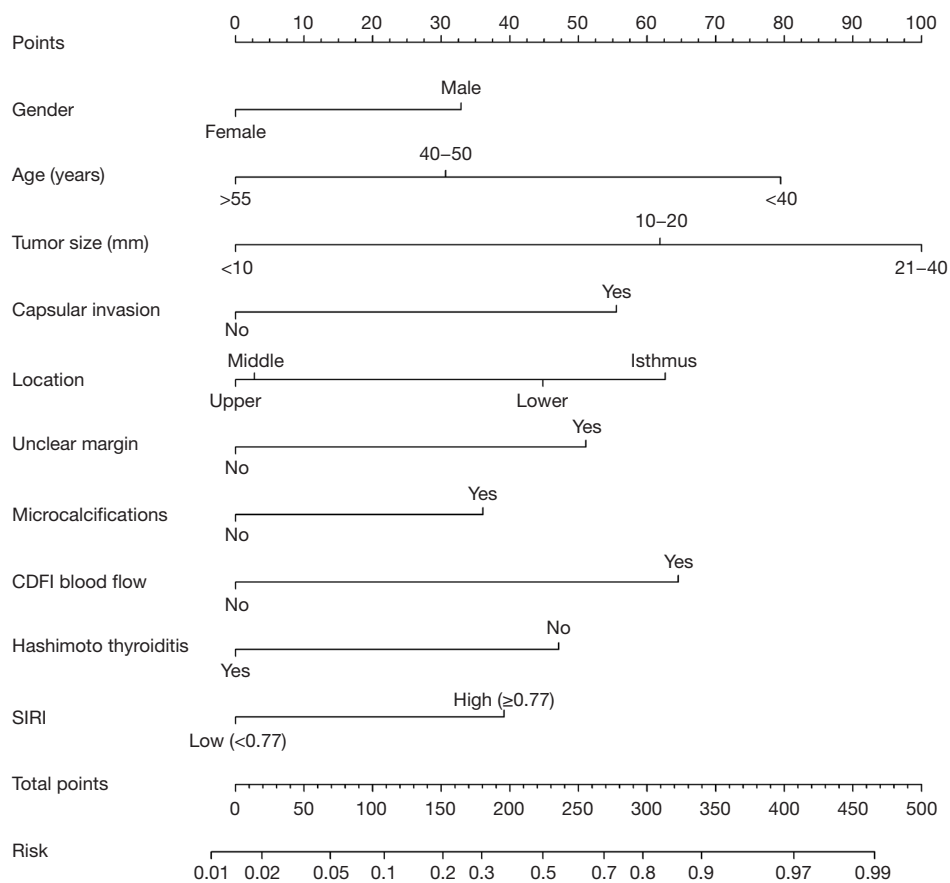 0 10 20 30 40 50 60 70 80 90 100
Points
Male
Gender
Female
40–50
Age (years)
>55 <40
10–20
Tumor size (mm)
<10 21–40
Yes
Capsular invasion
No
Middle Isthmus
Location
Upper Lower
Yes
Unclear margin
No
Yes
Microcalcifications
No
Yes
CDFI blood flow
No
No
Hashimoto thyroiditis
Yes
High (≥0.77)
SIRI
Low (<0.77)
Total points
0 50 100 150 200 250 300 350 400 450 500
Risk
0.01 0.02 0.05 0.1 0.2 0.3 0.5 0.7 0.8 0.9 0.97 0.99